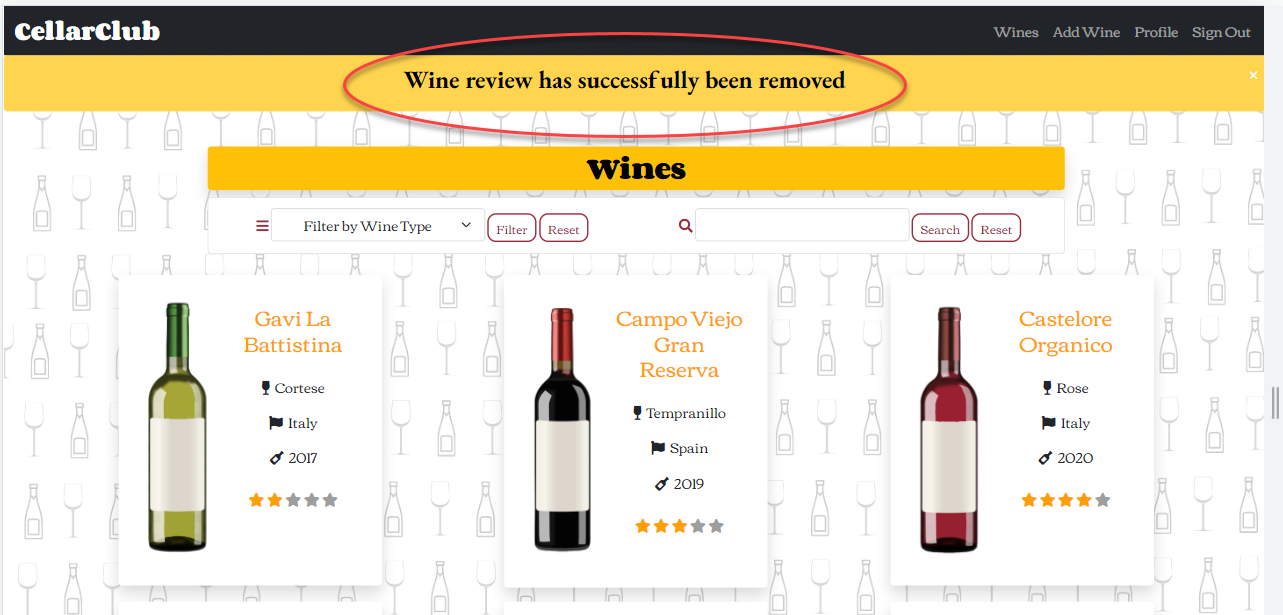 CellarClub
Wines Add Wine Profile Sign Out
Wine review has successfully been removed
×
Wines
Filter by Wine Type Filter Reset Search Reset
Gavi La
Battistina
Cortese
Italy
2017
Campo Viejo
Gran
Reserva
Tempranillo
Spain
2019
Castelore
Organico
Rose
Italy
2020